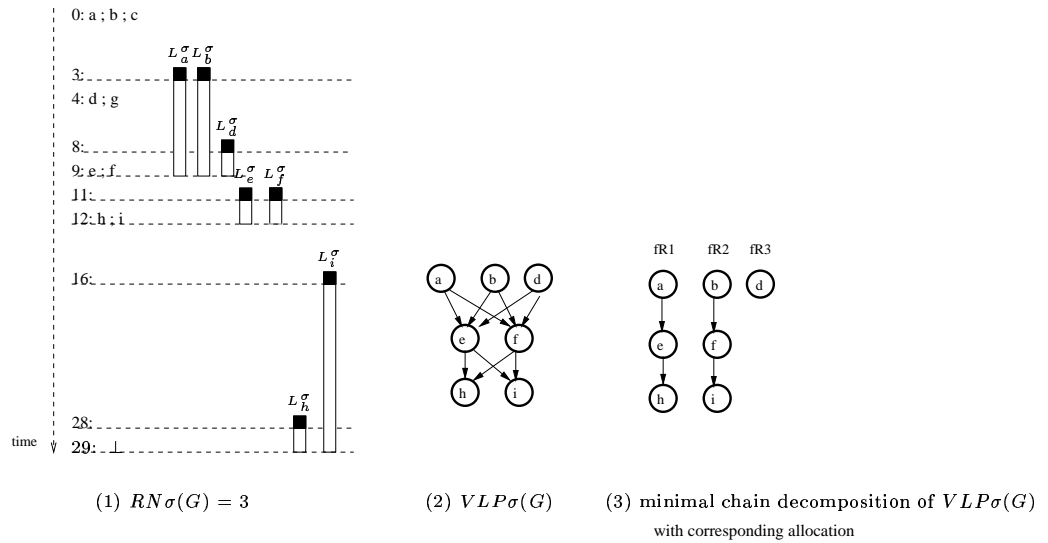 0: a ; b ; c
L^σ_a L^σ_b
3:
4: d ; g
L^σ_d
8:
9: e ; f
L^σ_e L^σ_f
11:
12: h ; i
L^σ_i
16:
L^σ_h
28:
time
29: ⊥
(1) RNσ(G) = 3
a b d
e f
h i
(2) VLPσ(G)
fR1 fR2 fR3
a b d
e f
h i
(3) minimal chain decomposition of VLPσ(G)
with corresponding allocation